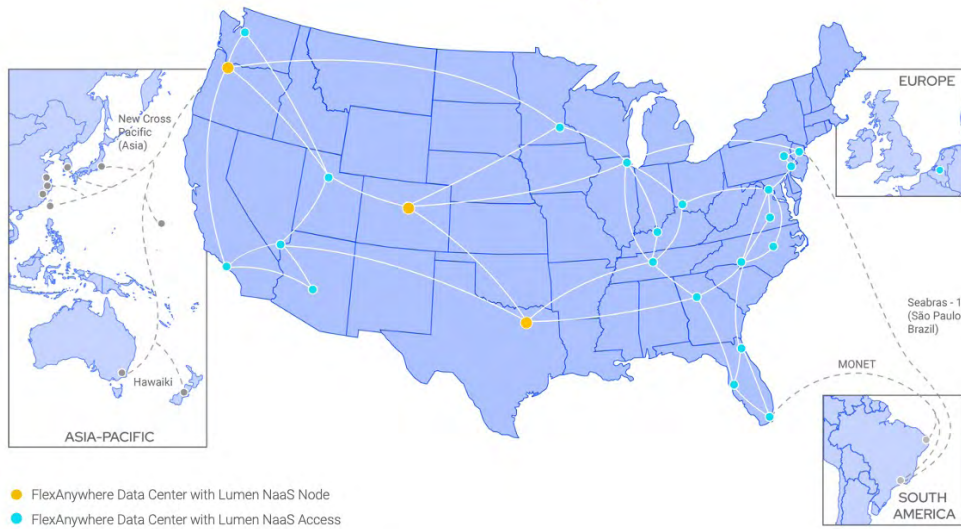 EUROPE
New Cross
Pacific
(Asia)
Seabras - 1
(São Paulo
Brazil)
MONET
Hawaiki
ASIA-PACIFIC
SOUTH
AMERICA
FlexAnywhere Data Center with Lumen NaaS Node
FlexAnywhere Data Center with Lumen NaaS Access